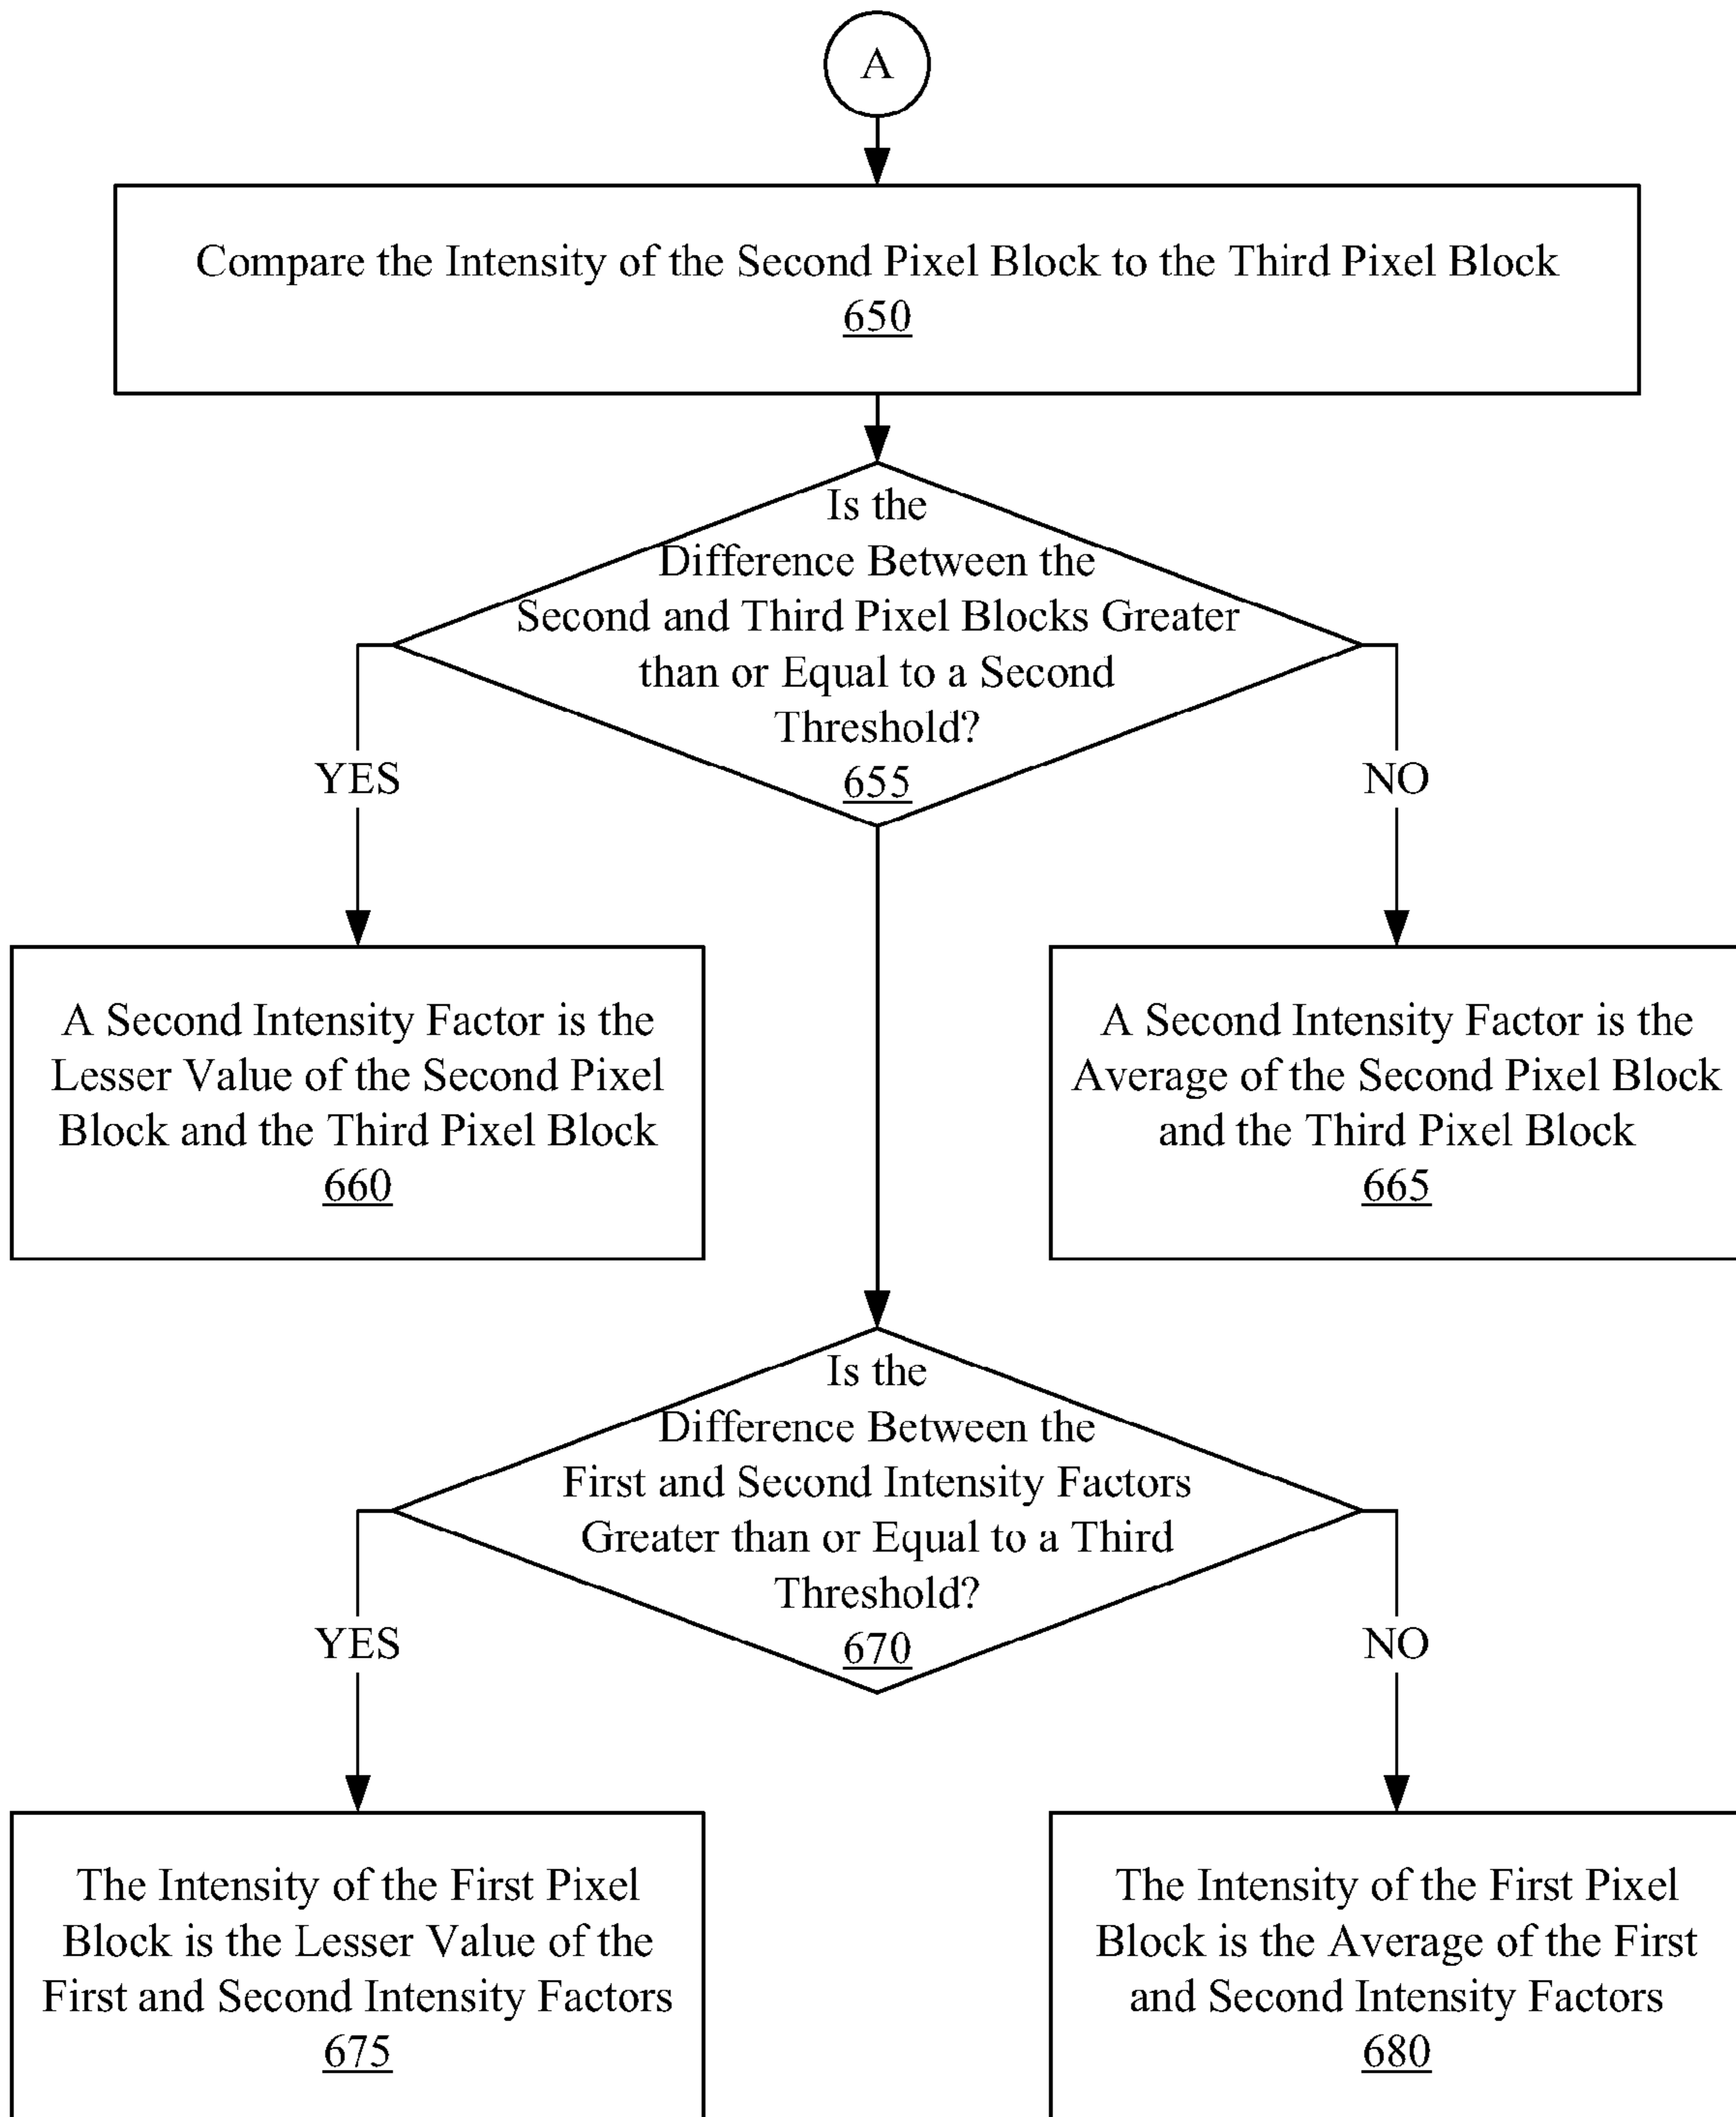 A
Compare the Intensity of the Second Pixel Block to the Third Pixel Block
650
Is the
Difference Between the
Second and Third Pixel Blocks Greater
than or Equal to a Second
Threshold?
655
YES
NO
A Second Intensity Factor is the
Lesser Value of the Second Pixel
Block and the Third Pixel Block
660
A Second Intensity Factor is the
Average of the Second Pixel Block
and the Third Pixel Block
665
Is the
Difference Between the
First and Second Intensity Factors
Greater than or Equal to a Third
Threshold?
670
YES
NO
The Intensity of the First Pixel
Block is the Lesser Value of the
First and Second Intensity Factors
675
The Intensity of the First Pixel
Block is the Average of the First
and Second Intensity Factors
680